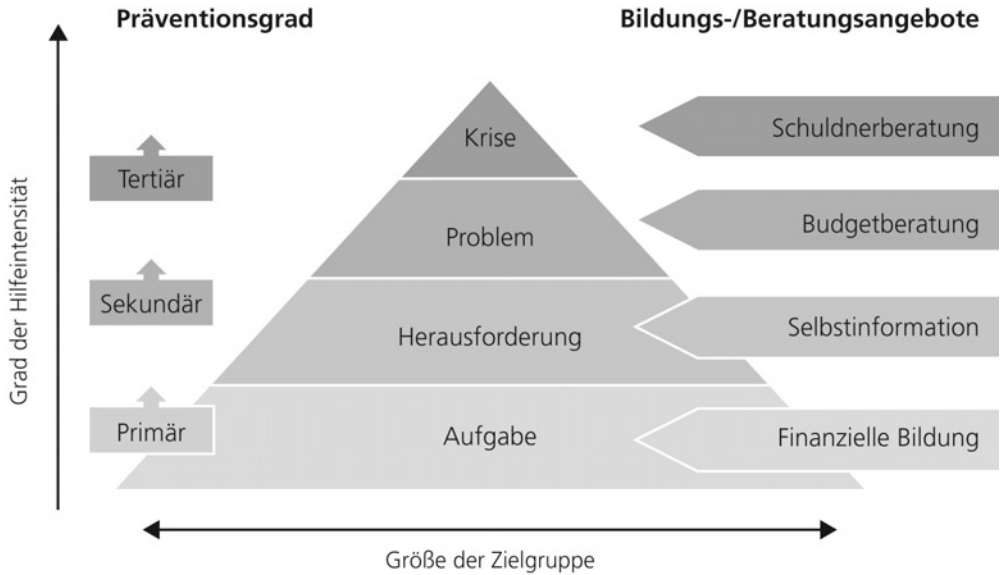 Präventionsgrad
Bildungs-/Beratungsangebote
Grad der Hilfeintensität
Krise
Schuldnerberatung
Tertiär
Problem
Budgetberatung
Sekundär
Herausforderung
Selbstinformation
Primär
Aufgabe
Finanzielle Bildung
Größe der Zielgruppe